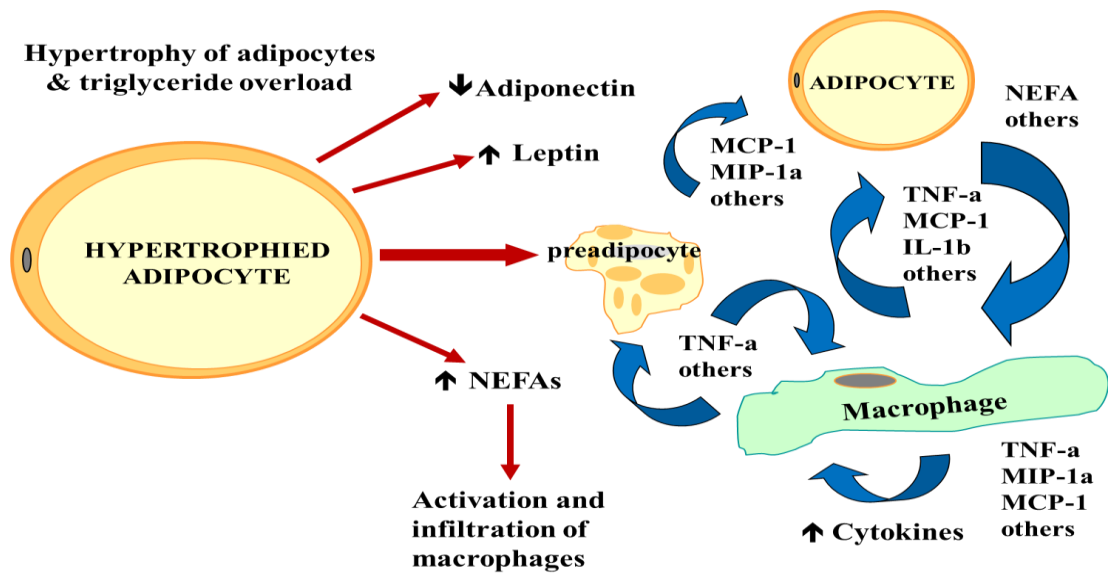 Hypertrophy of adipocytes
& triglyceride overload
↓ Adiponectin
↑ Leptin
HYPERTROPHIED
ADIPOCYTE
preadipocyte
↑ NEFAs
Activation and
infiltration of
macrophages
ADIPOCYTE
NEFA
others
MCP-1
MIP-1a
others
TNF-a
MCP-1
IL-1b
others
TNF-a
others
Macrophage
TNF-a
MIP-1a
MCP-1
others
↑ Cytokines